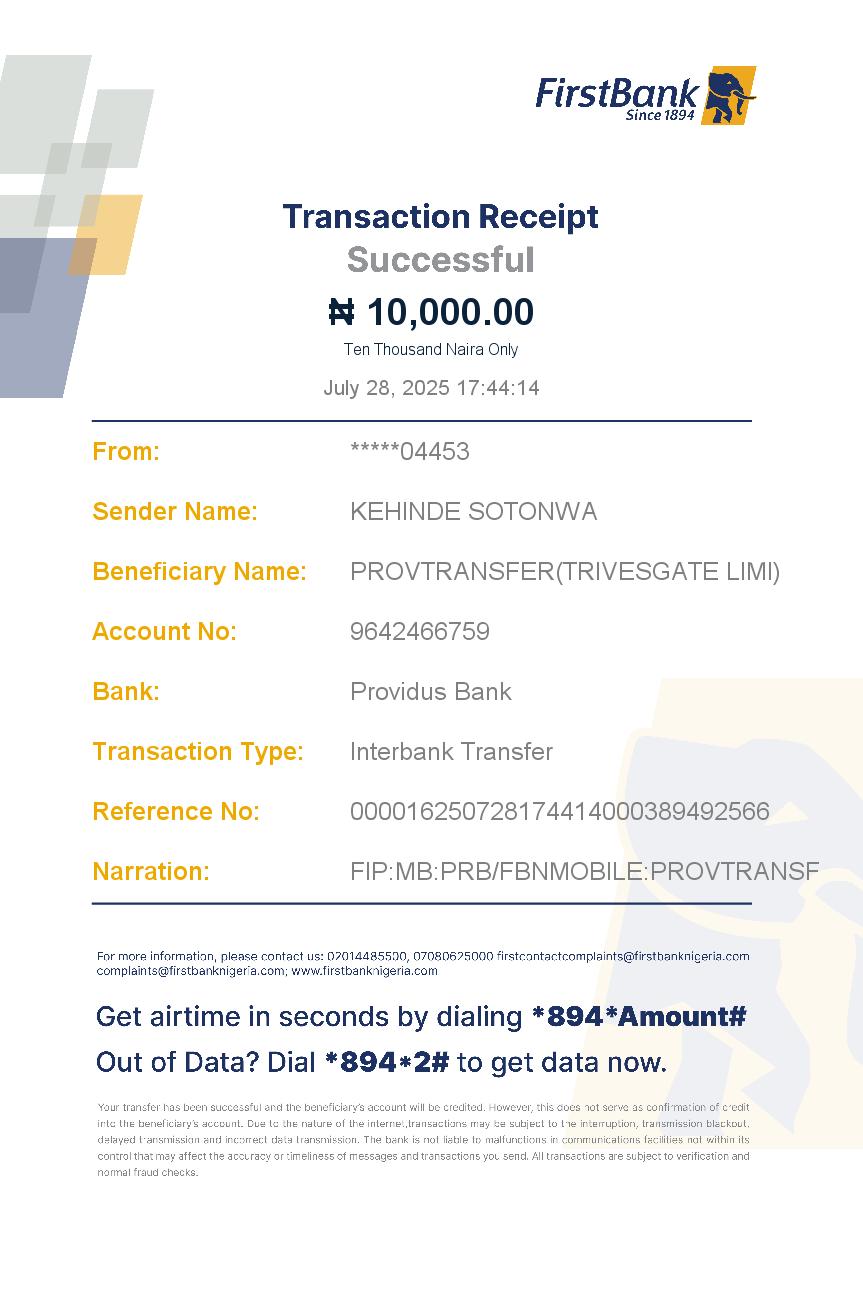 FirstBank
Since 1894
Transaction Receipt
Successful
₦ 10,000.00
Ten Thousand Naira Only
July 28, 2025 17:44:14
From: *****04453
Sender Name: KEHINDE SOTONWA
Beneficiary Name: PROVTRANSFER(TRIVESGATE LIMI)
Account No: 9642466759
Bank: Providus Bank
Transaction Type: Interbank Transfer
Reference No: 000016250728174414000389492566
Narration: FIP:MB:PRB/FBNMOBILE:PROVTRANSF
For more information, please contact us: 02014485500, 07080625000 firstcontactcomplaints@firstbanknigeria.com
complaints@firstbanknigeria.com; www.firstbanknigeria.com
Get airtime in seconds by dialing *894*Amount#
Out of Data? Dial *894*2# to get data now.
Your transfer has been successful and the beneficiary's account will be credited. However, this does not serve as confirmation of credit
into the beneficiary's account. Due to the nature of the internet,transactions may be subject to the interruption, transmission blackout,
delayed transmission and incorrect data transmission. The bank is not liable to malfunctions in communications facilities not within its
control that may affect the accuracy or timeliness of messages and transactions you send. All transactions are subject to verification and
normal fraud checks.